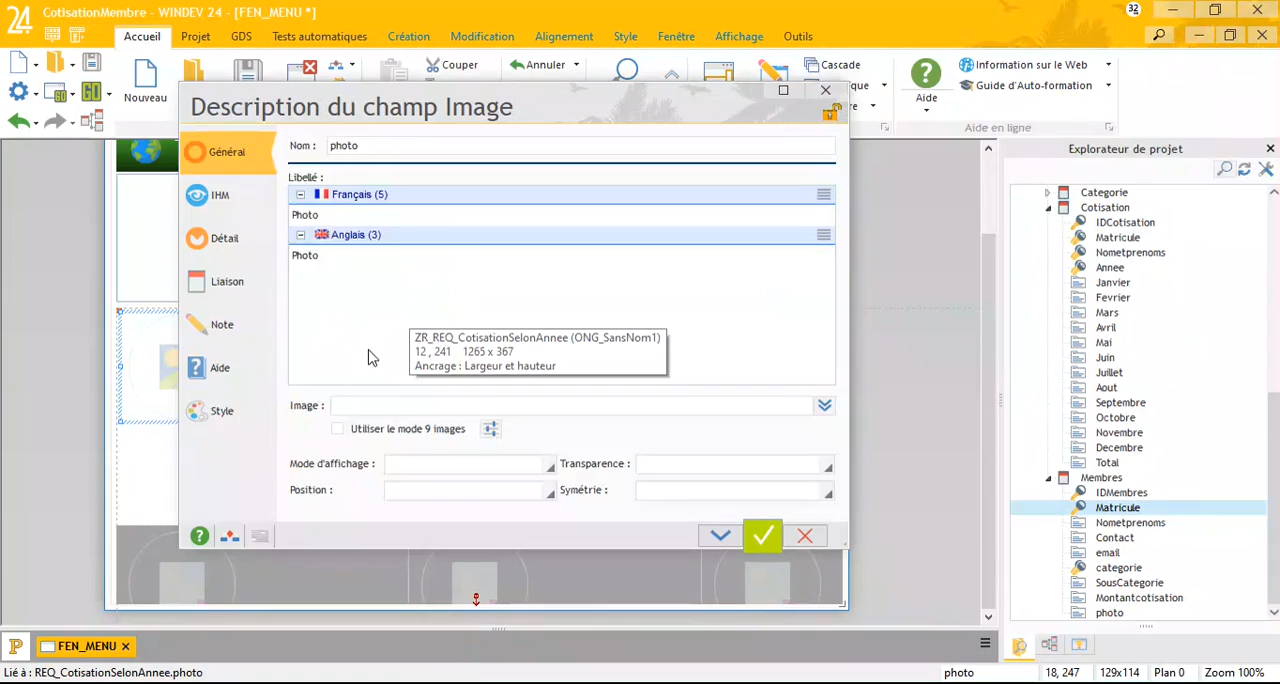 24 CotisationMembre - WINDEV 24 - [FEN_MENU *] 32
Accueil Projet GDS Tests automatiques Création Modification Alignement Style Fenêtre Affichage Outils
Couper Annuler Cascade Information sur le Web
Nouveau Aide Guide d'Auto-formation
Aide en ligne
Description du champ Image
Explorateur de projet
Général
Nom : photo
Libellé :
IHM
Français (5)
Photo
Détail
Anglais (3)
Photo
Liaison
Note
Aide
Style
ZR_REQ_CotisationSelonAnnee (ONG_SansNom1)
12 , 241 1265 x 367
Ancrage : Largeur et hauteur
Image :
Utiliser le mode 9 images
Mode d'affichage : Transparence :
Position : Symétrie :
Categorie
Cotisation
IDCotisation
Matricule
Nometprenoms
Annee
Janvier
Fevrier
Mars
Avril
Mai
Juin
Juillet
Aout
Septembre
Octobre
Novembre
Decembre
Total
Membres
IDMembres
Matricule
Nometprenoms
Contact
email
categorie
SousCategorie
Montantcotisation
photo
FEN_MENU
Lié à : REQ_CotisationSelonAnnee.photo photo 18, 247 129x114 Plan 0 Zoom 100%